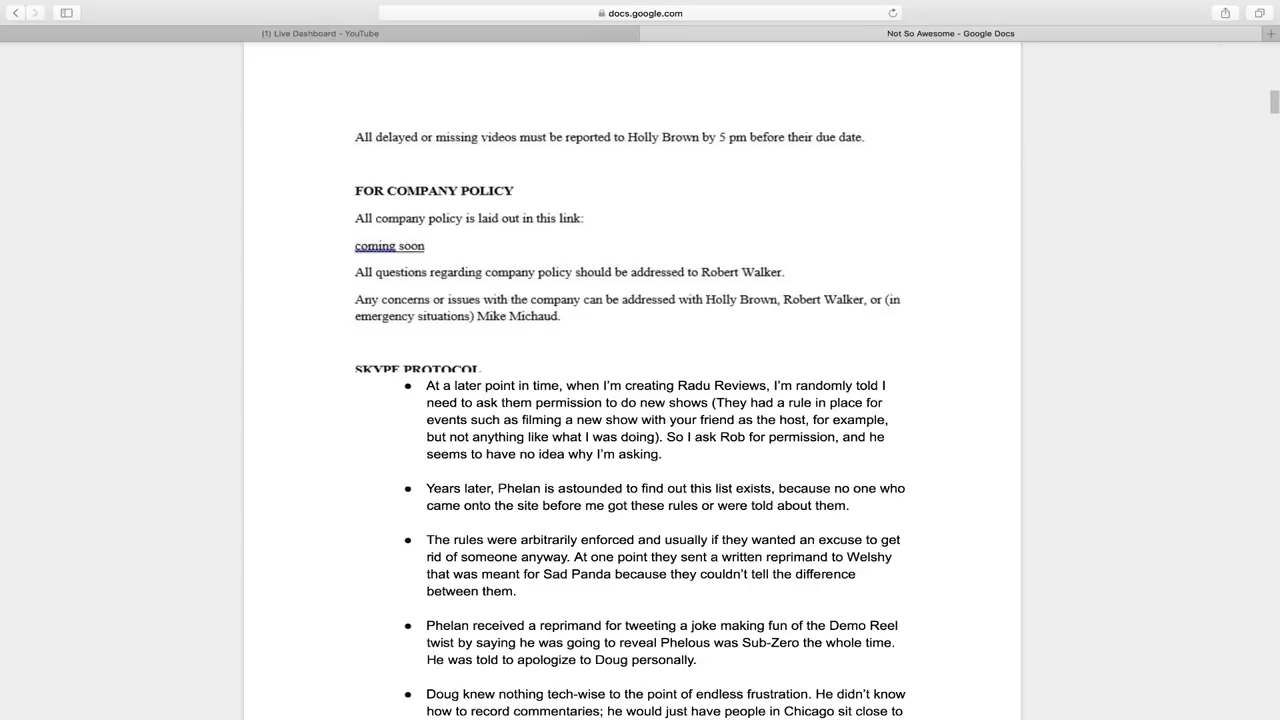 docs.google.com
(1) Live Dashboard - YouTube
Not So Awesome - Google Docs
All delayed or missing videos must be reported to Holly Brown by 5 pm before their due date.
FOR COMPANY POLICY
All company policy is laid out in this link:
coming soon
All questions regarding company policy should be addressed to Robert Walker.
Any concerns or issues with the company can be addressed with Holly Brown, Robert Walker, or (in
emergency situations) Mike Michaud.
SKYPE PROTOCOL
● At a later point in time, when I'm creating Radu Reviews, I'm randomly told I
need to ask them permission to do new shows (They had a rule in place for
events such as filming a new show with your friend as the host, for example,
but not anything like what I was doing). So I ask Rob for permission, and he
seems to have no idea why I'm asking.
● Years later, Phelan is astounded to find out this list exists, because no one who
came onto the site before me got these rules or were told about them.
● The rules were arbitrarily enforced and usually if they wanted an excuse to get
rid of someone anyway. At one point they sent a written reprimand to Welshy
that was meant for Sad Panda because they couldn't tell the difference
between them.
● Phelan received a reprimand for tweeting a joke making fun of the Demo Reel
twist by saying he was going to reveal Phelous was Sub-Zero the whole time.
He was told to apologize to Doug personally.
● Doug knew nothing tech-wise to the point of endless frustration. He didn't know
how to record commentaries; he would just have people in Chicago sit close to